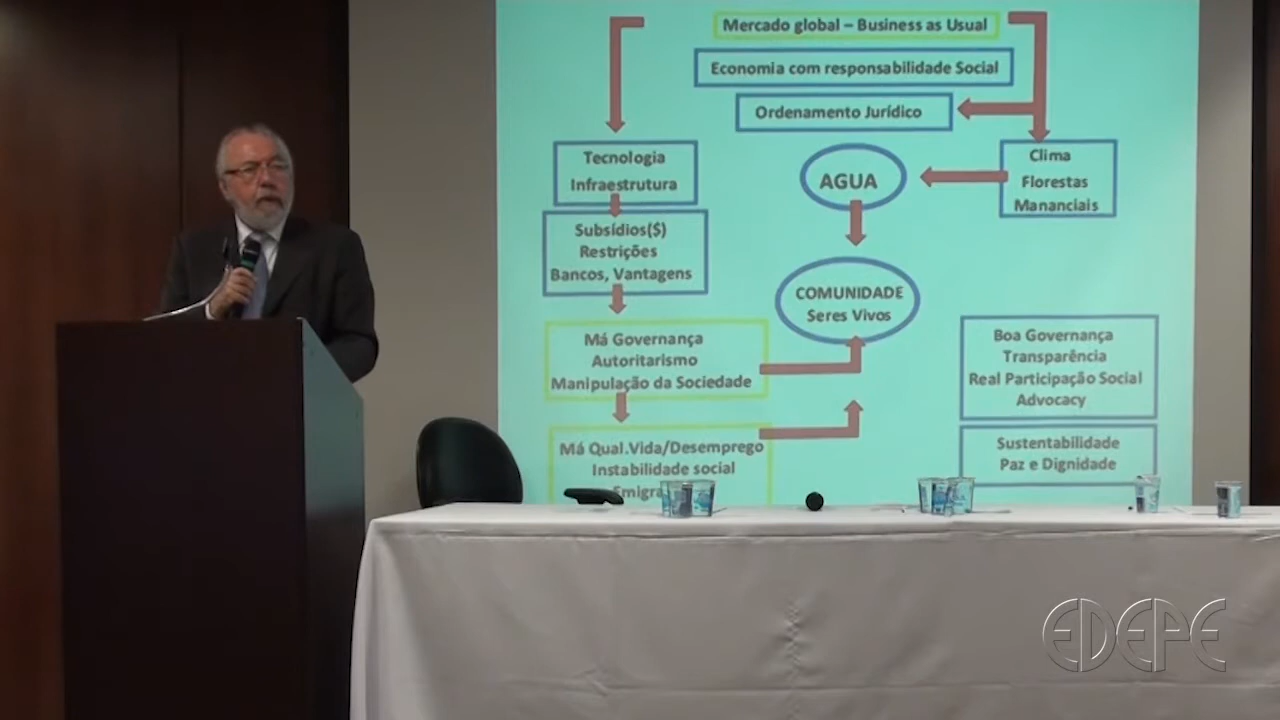 Mercado global – Business as Usual
Economia com responsabilidade Social
Ordenamento Jurídico
Tecnologia
Infraestrutura
AGUA
Clima
Florestas
Mananciais
Subsídios($)
Restrições
Bancos, Vantagens
COMUNIDADE
Seres Vivos
Má Governança
Autoritarismo
Manipulação da Sociedade
Boa Governança
Transparência
Real Participação Social
Advocacy
Má Qual.Vida/Desemprego
Instabilidade social
Sustentabilidade
Paz e Dignidade
EDEPE